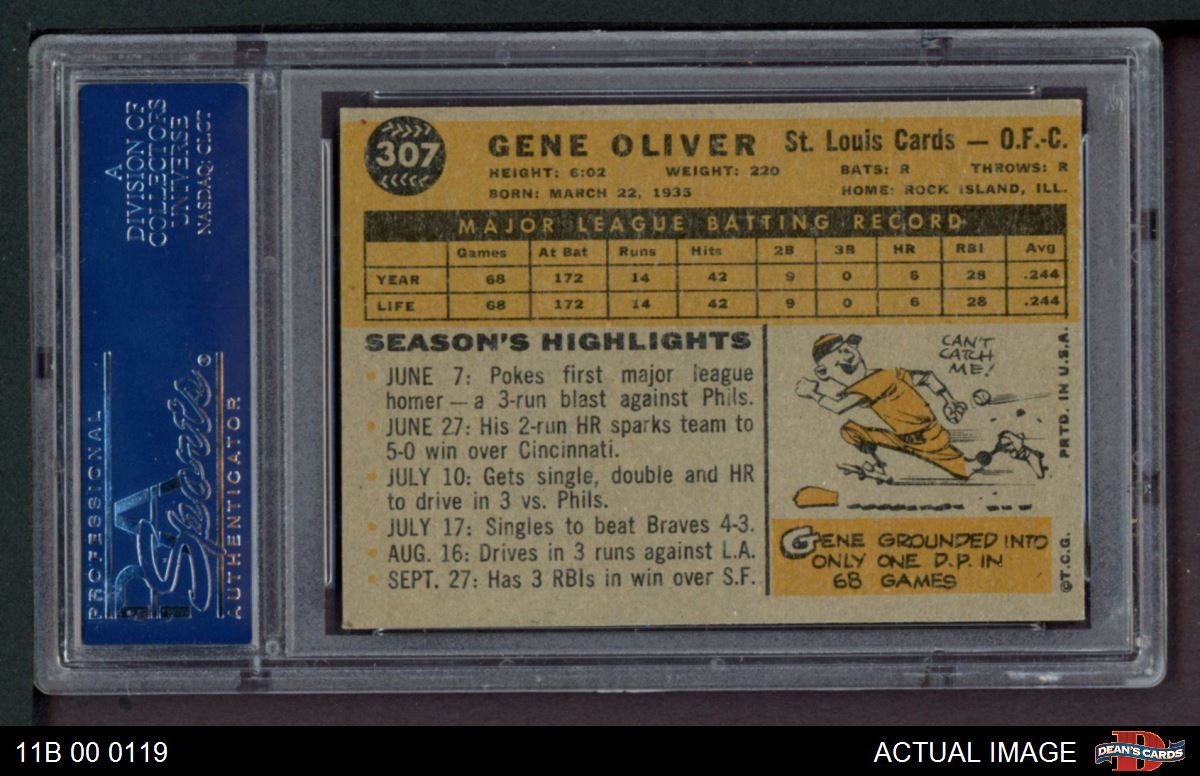 A
DIVISION OF
COLLECTORS
UNIVERSE
NASDAQ: CLCT
PROFESSIONAL
PSA
Sports®
AUTHENTICATOR
307
GENE OLIVER St. Louis Cards — O.F.-C.
HEIGHT: 6:02 WEIGHT: 220 BATS: R THROWS: R
BORN: MARCH 22, 1935 HOME: ROCK ISLAND, ILL.
MAJOR LEAGUE BATTING RECORD
Games At Bat Runs Hits 2B 3B HR RBI Avg
YEAR 68 172 14 42 9 0 6 28 .244
LIFE 68 172 14 42 9 0 6 28 .244
SEASON'S HIGHLIGHTS
JUNE 7: Pokes first major league
homer — a 3-run blast against Phils.
JUNE 27: His 2-run HR sparks team to
5-0 win over Cincinnati.
JULY 10: Gets single, double and HR
to drive in 3 vs. Phils.
JULY 17: Singles to beat Braves 4-3.
AUG. 16: Drives in 3 runs against L.A.
SEPT. 27: Has 3 RBIs in win over S.F.
CAN'T
CATCH
ME!
GENE GROUNDED INTO
ONLY ONE D.P. IN
68 GAMES
©T.C.G. PRTD. IN U.S.A.
11B 00 0119
ACTUAL IMAGE
DEAN'S CARDS